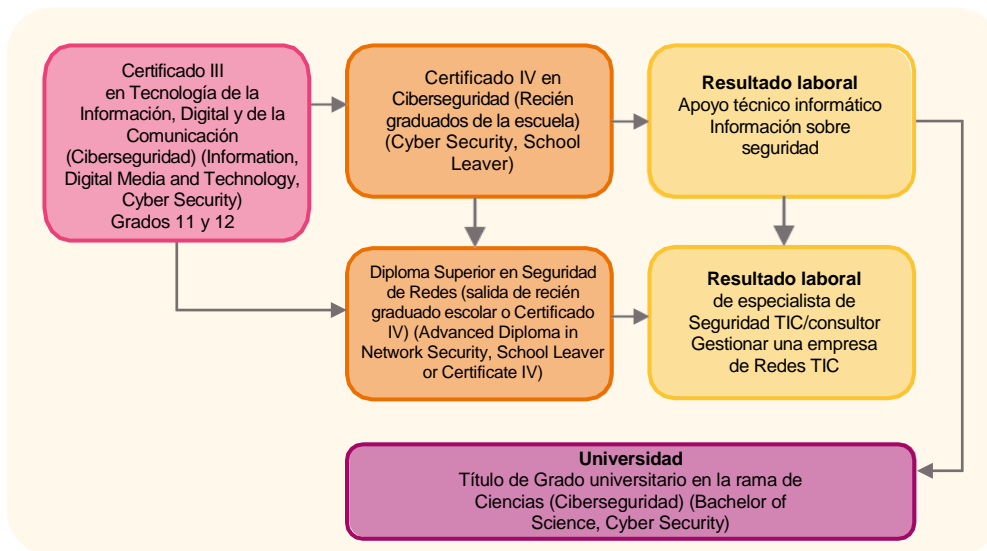 Certificado III
en Tecnología de la
Información, Digital y de la
Comunicación
(Ciberseguridad) (Information,
Digital Media and Technology,
Cyber Security)
Grados 11 y 12
Certificado IV en
Ciberseguridad (Recién
graduados de la escuela)
(Cyber Security, School
Leaver)
Resultado laboral
Apoyo técnico informático
Información sobre
seguridad
Diploma Superior en Seguridad
de Redes (salida de recién
graduado escolar o Certificado
IV) (Advanced Diploma in
Network Security, School Leaver
or Certificate IV)
Resultado laboral
de especialista de
Seguridad TIC/consultor
Gestionar una empresa
de Redes TIC
Universidad
Título de Grado universitario en la rama de
Ciencias (Ciberseguridad) (Bachelor of
Science, Cyber Security)